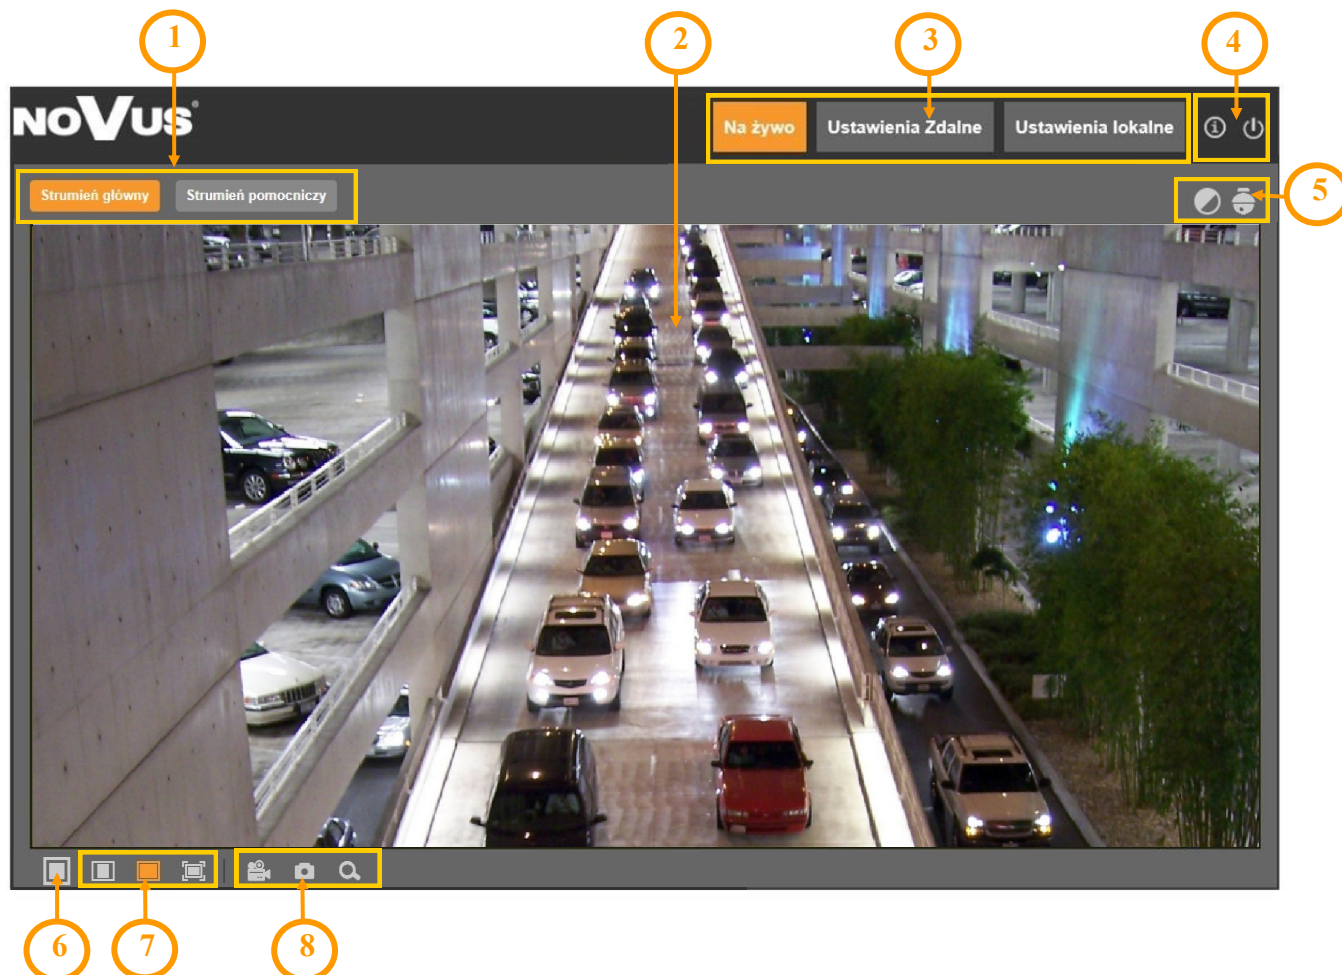 1
2
3
4
NOVUS®
Na żywo
Ustawienia Zdalne
Ustawienia lokalne
Strumień główny
Strumień pomocniczy
5
6
7
8